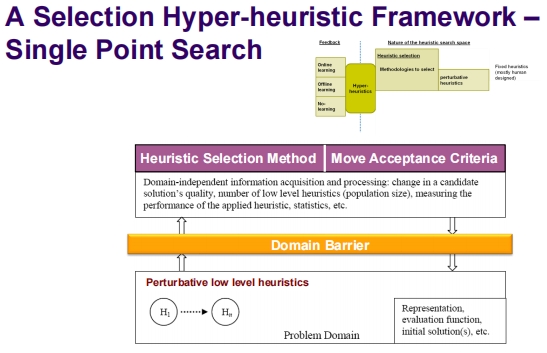 A Selection Hyper-heuristic Framework –
Single Point Search
Feedback
Nature of the heuristic search space
Online
learning
Offline
learning
No-
learning
Hyper-
heuristics
Heuristic selection
Methodologies to select
perturbative
heuristics
Fixed heuristics
(mostly human
designed)
Heuristic Selection Method
Move Acceptance Criteria
Domain-independent information acquisition and processing: change in a candidate
solution's quality, number of low level heuristics (population size), measuring the
performance of the applied heuristic, statistics, etc.
Domain Barrier
Perturbative low level heuristics
H1
Hn
Problem Domain
Representation,
evaluation function,
initial solution(s), etc.